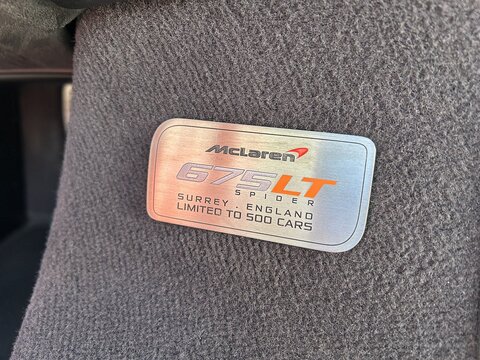 McLaren
675LT
SPIDER
SURREY . ENGLAND
LIMITED TO 500 CARS